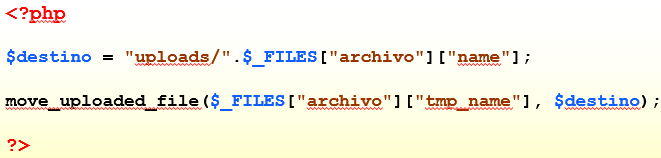 <?php
$destino = "uploads/".$_FILES["archivo"]["name"];
move_uploaded_file($_FILES["archivo"]["tmp_name"], $destino);
?>